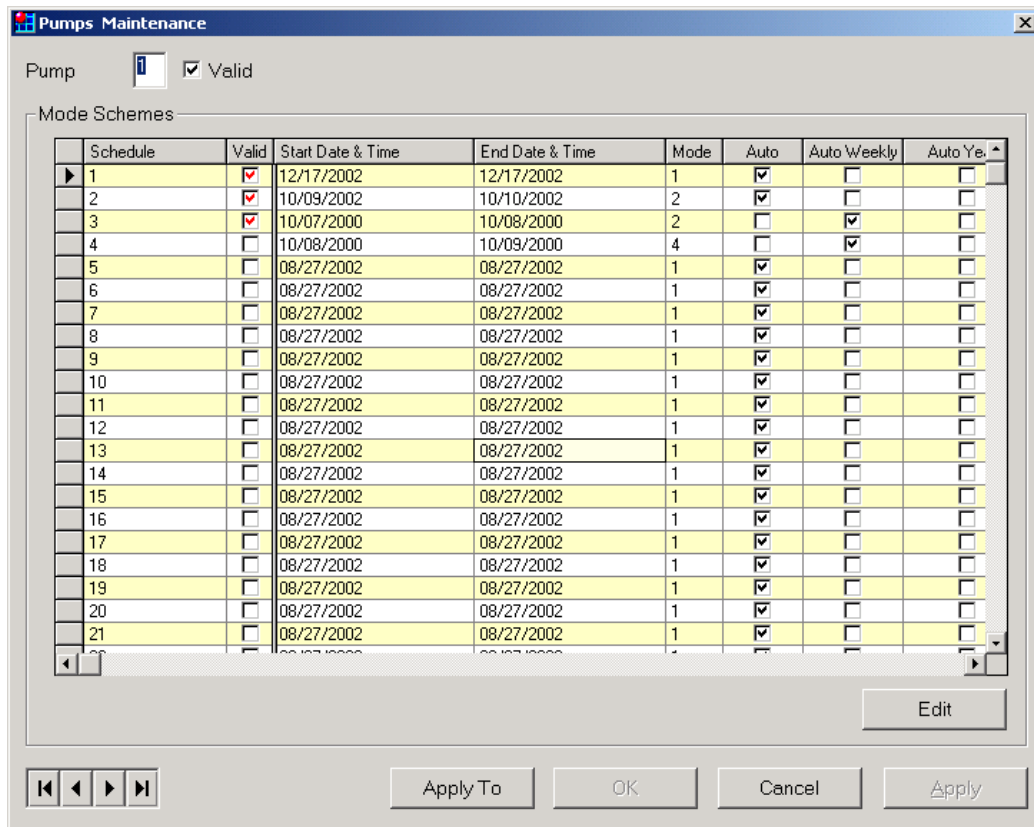 Pumps Maintenance
Pump 1 Valid
Mode Schemes
Schedule Valid Start Date & Time End Date & Time Mode Auto Auto Weekly Auto Ye
1 12/17/2002 12/17/2002 1
2 10/09/2002 10/10/2002 2
3 10/07/2000 10/08/2000 2
4 10/08/2000 10/09/2000 4
5 08/27/2002 08/27/2002 1
6 08/27/2002 08/27/2002 1
7 08/27/2002 08/27/2002 1
8 08/27/2002 08/27/2002 1
9 08/27/2002 08/27/2002 1
10 08/27/2002 08/27/2002 1
11 08/27/2002 08/27/2002 1
12 08/27/2002 08/27/2002 1
13 08/27/2002 08/27/2002 1
14 08/27/2002 08/27/2002 1
15 08/27/2002 08/27/2002 1
16 08/27/2002 08/27/2002 1
17 08/27/2002 08/27/2002 1
18 08/27/2002 08/27/2002 1
19 08/27/2002 08/27/2002 1
20 08/27/2002 08/27/2002 1
21 08/27/2002 08/27/2002 1
Edit
Apply To OK Cancel Apply